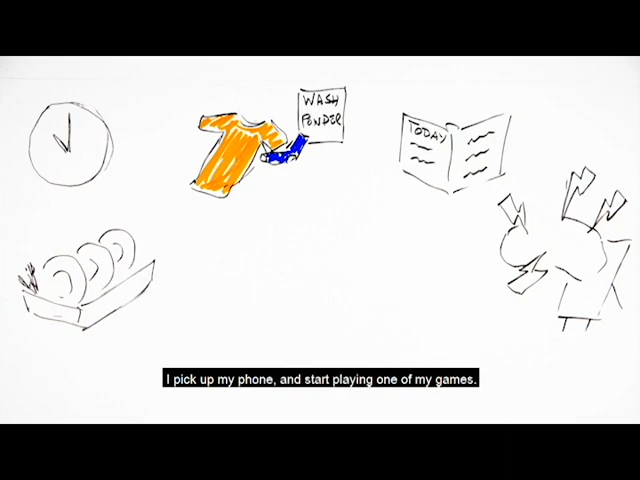 WASH
POWDER
TODAY
I pick up my phone, and start playing one of my games.